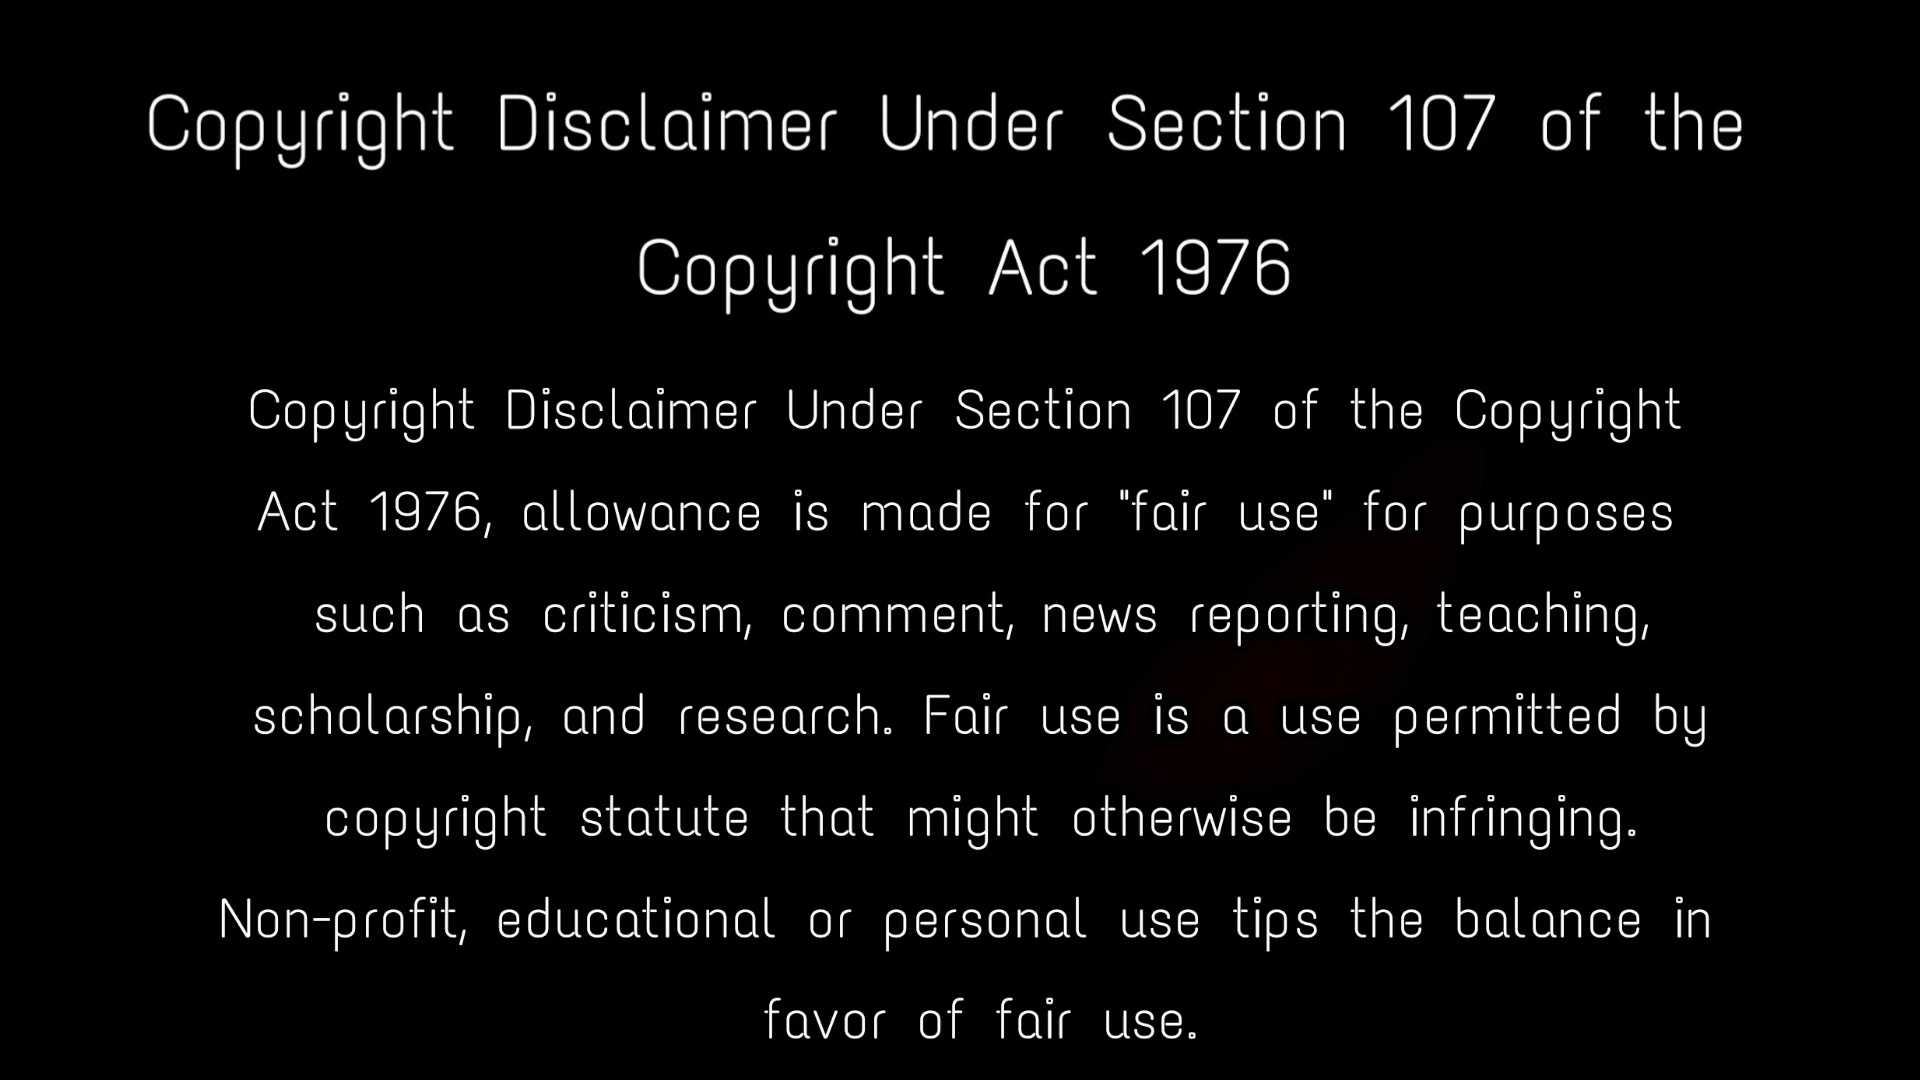 Copyright Disclaimer Under Section 107 of the
Copyright Act 1976
Copyright Disclaimer Under Section 107 of the Copyright
Act 1976, allowance is made for "fair use" for purposes
such as criticism, comment, news reporting, teaching,
scholarship, and research. Fair use is a use permitted by
copyright statute that might otherwise be infringing.
Non-profit, educational or personal use tips the balance in
favor of fair use.